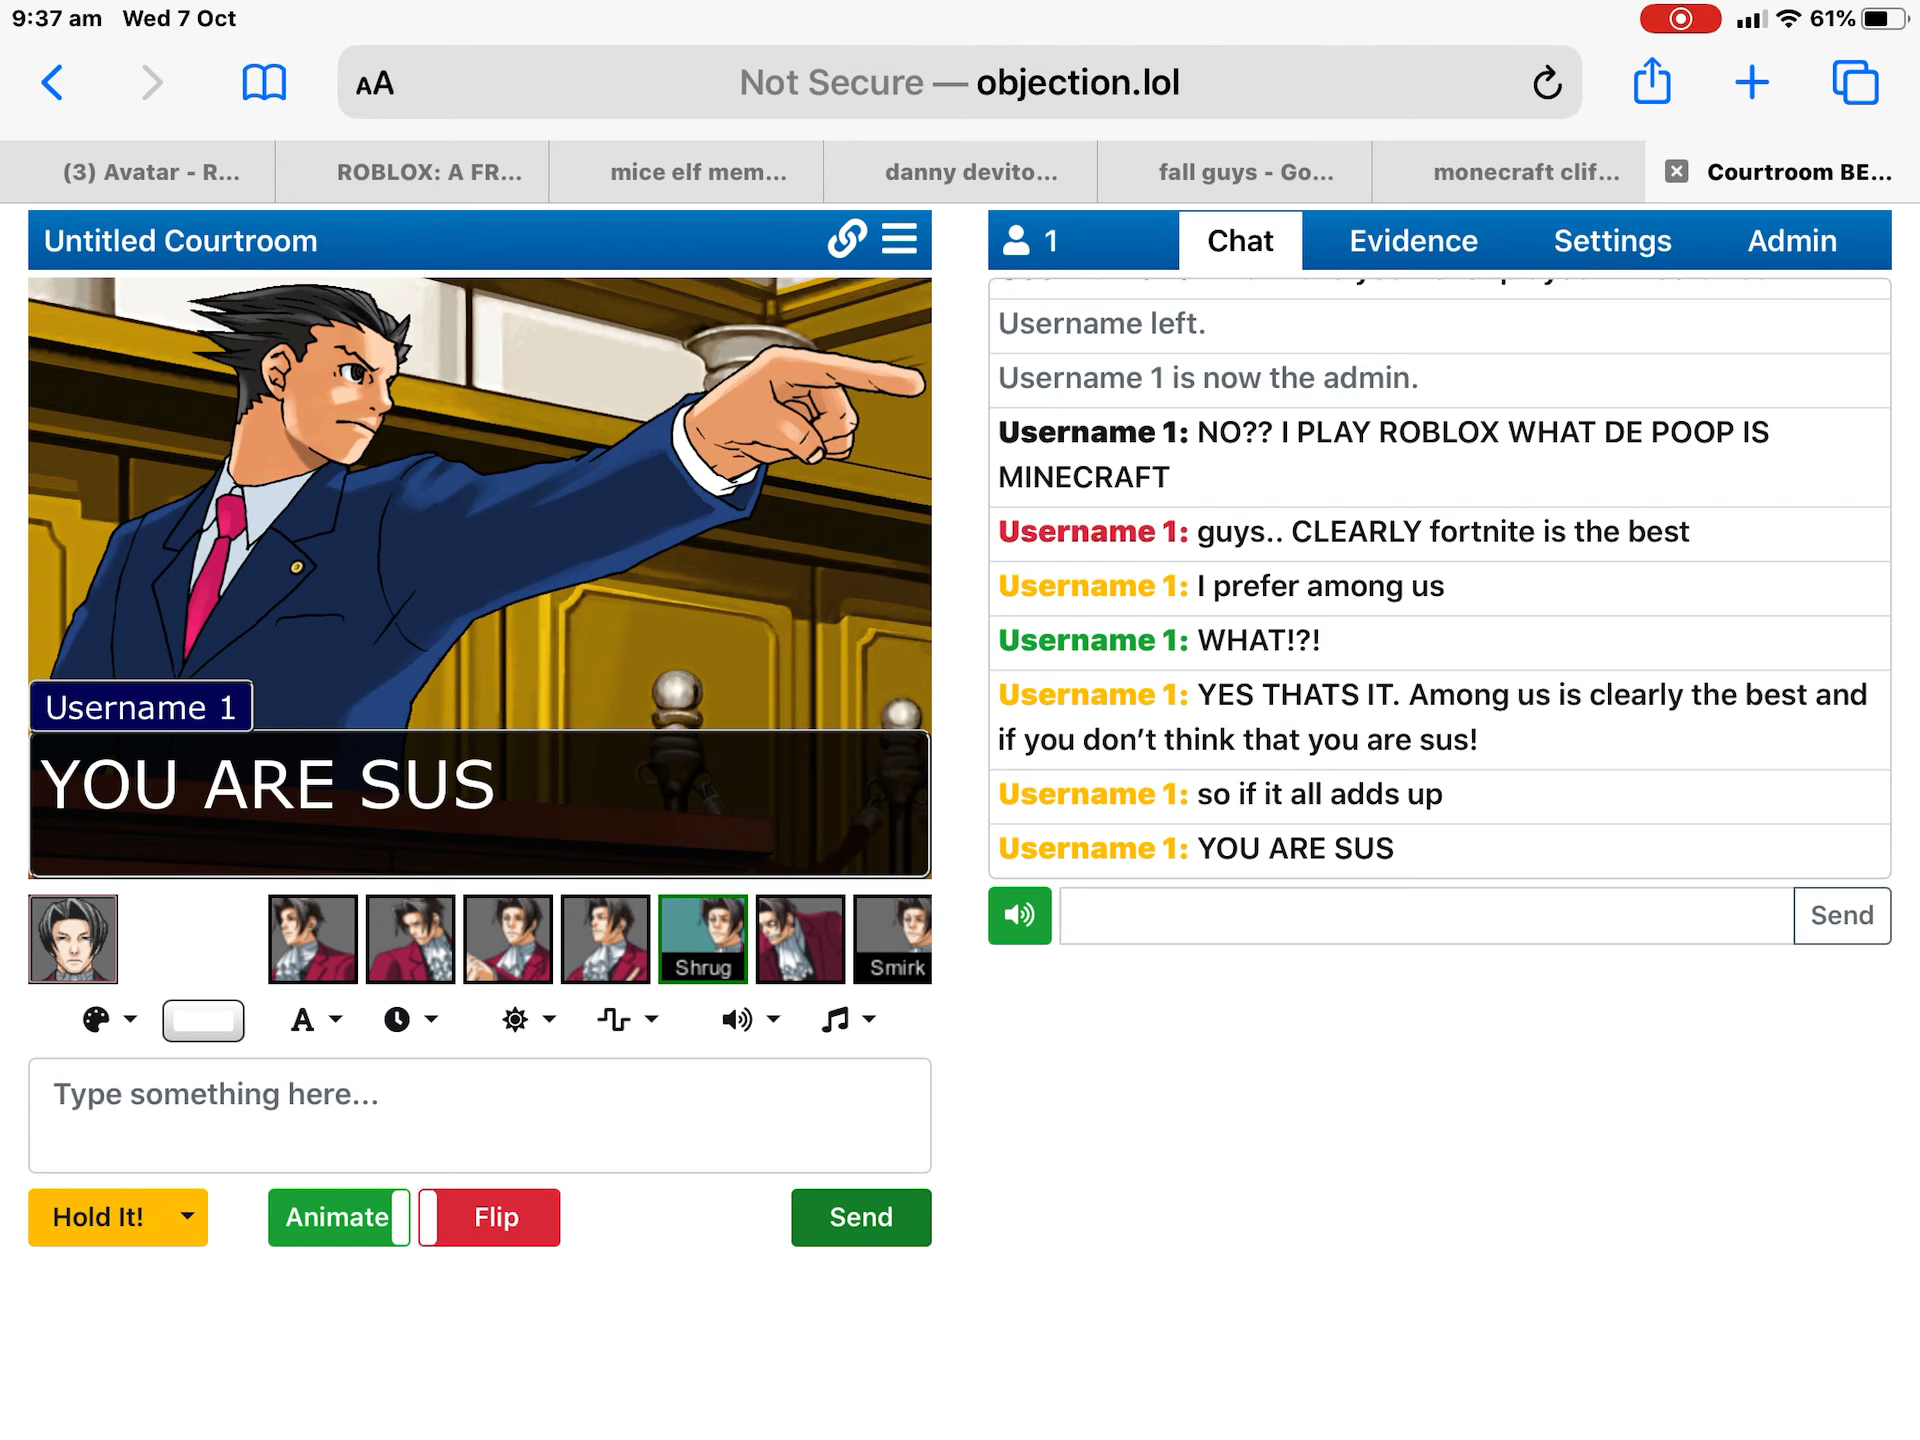 9:37 am Wed 7 Oct
61%
AA Not Secure — objection.lol
(3) Avatar - R... ROBLOX: A FR... mice elf mem... danny devito... fall guys - Go... monecraft clif... Courtroom BE...
Untitled Courtroom
1 Chat Evidence Settings Admin
Username left.
Username 1 is now the admin.
Username 1: NO?? I PLAY ROBLOX WHAT DE POOP IS
MINECRAFT
Username 1: guys.. CLEARLY fortnite is the best
Username 1: I prefer among us
Username 1: WHAT!?!
Username 1: YES THATS IT. Among us is clearly the best and
if you don’t think that you are sus!
Username 1: so if it all adds up
Username 1: YOU ARE SUS
Send
Username 1
YOU ARE SUS
Shrug
Smirk
A
Type something here...
Hold It! Animate Flip Send